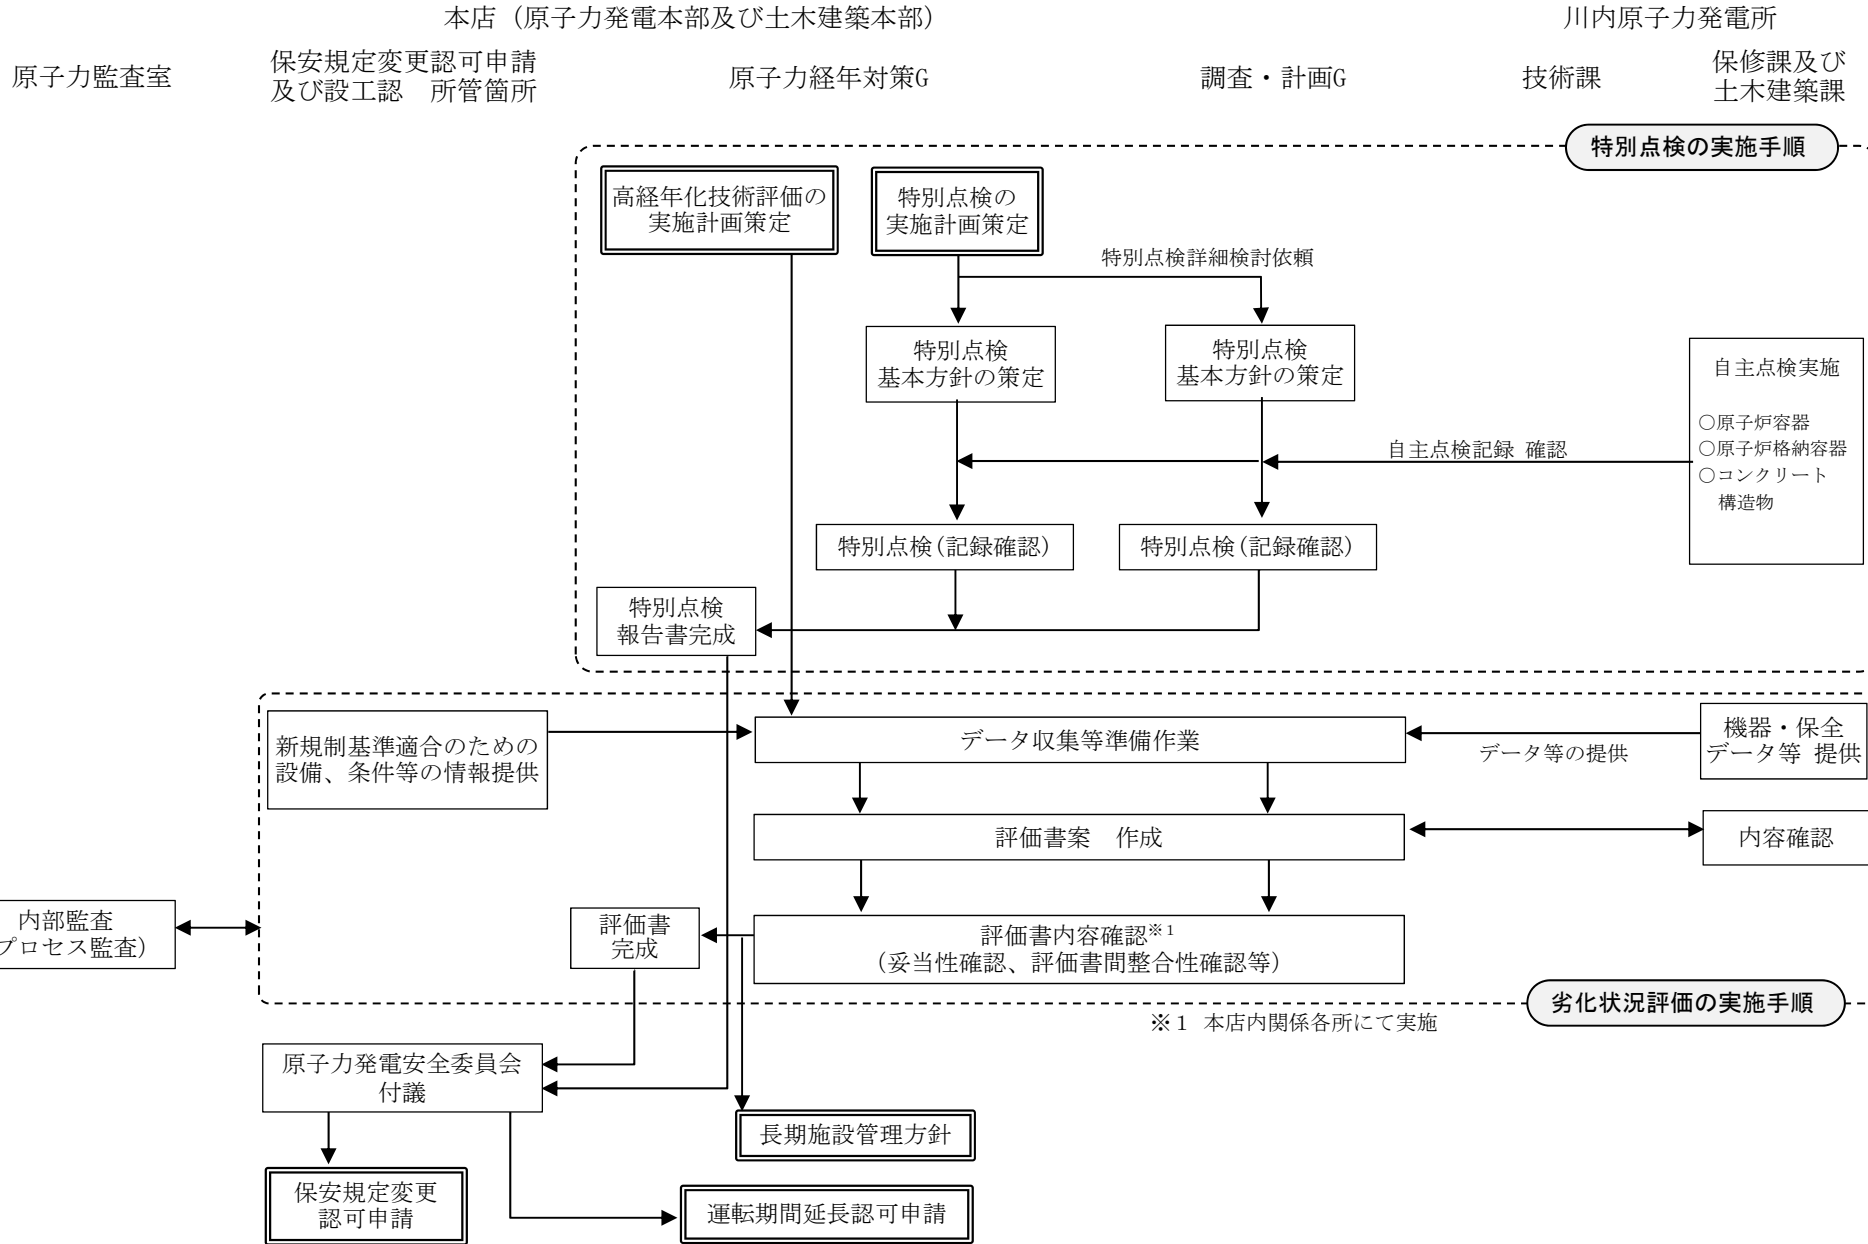 本店（原子力発電本部及び土木建築本部）
川内原子力発電所
原子力監査室
保安規定変更認可申請
及び設工認　所管箇所
原子力経年対策G
調査・計画G
技術課
保修課及び
土木建築課
特別点検の実施手順
高経年化技術評価の
実施計画策定
特別点検の
実施計画策定
特別点検詳細検討依頼
特別点検
基本方針の策定
特別点検
基本方針の策定
自主点検実施
○原子炉容器
○原子炉格納容器
○コンクリート
構造物
自主点検記録 確認
特別点検(記録確認)
特別点検(記録確認)
特別点検
報告書完成
新規制基準適合のための
設備、条件等の情報提供
データ収集等準備作業
データ等の提供
機器・保全
データ等 提供
評価書案　作成
内容確認
内部監査
プロセス監査）
評価書
完成
評価書内容確認※1
（妥当性確認、評価書間整合性確認等）
劣化状況評価の実施手順
※１ 本店内関係各所にて実施
原子力発電安全委員会
付議
長期施設管理方針
保安規定変更
認可申請
運転期間延長認可申請